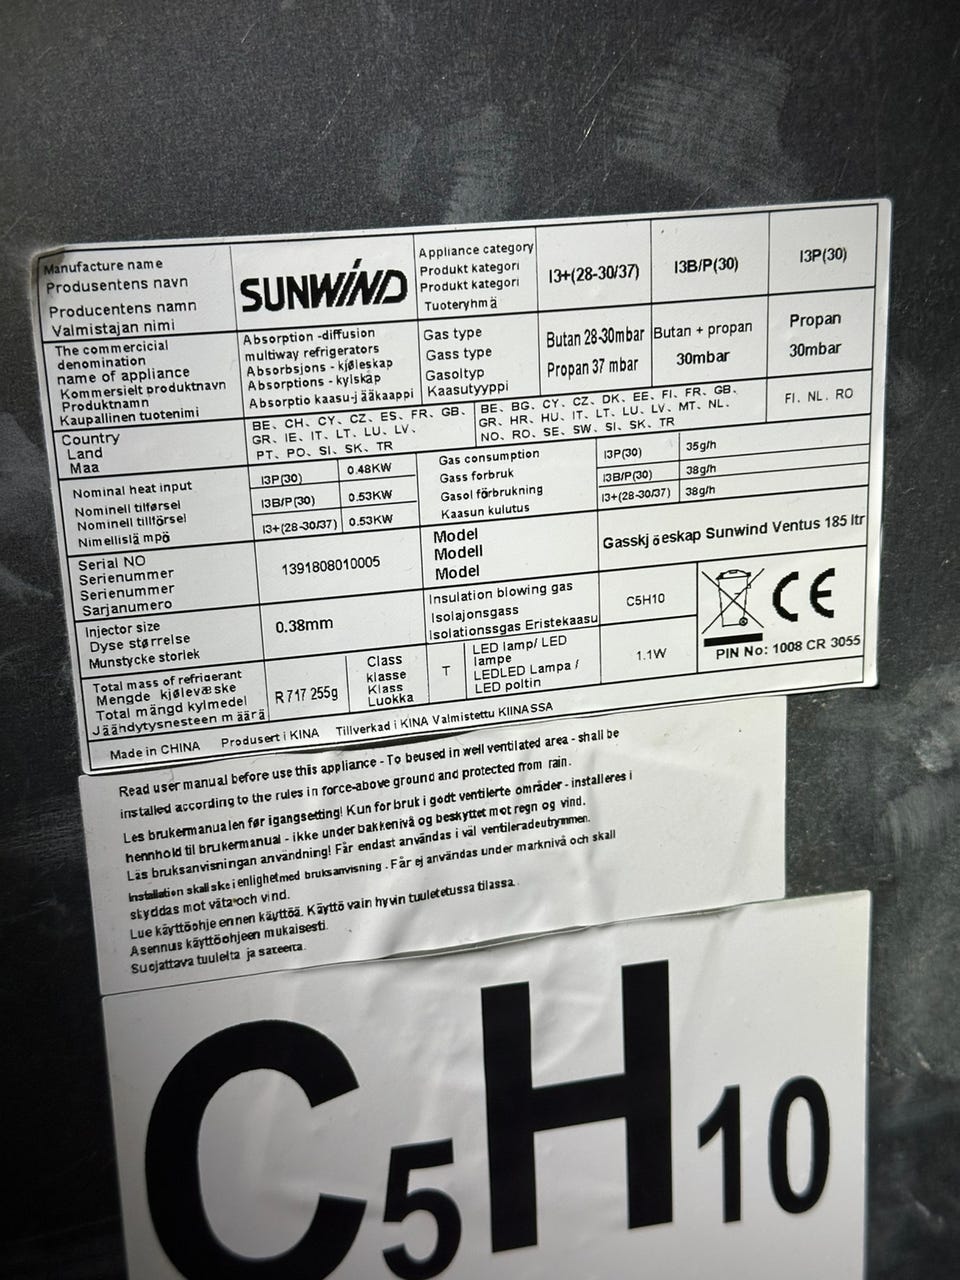 Manufacture name
Produsentens navn
Producentens namn
Valmistajan nimi
SUNWIND
Appliance category
Produkt kategori
Produkt kategori
Tuoteryhmä
I3+(28-30/37)
I3B/P(30)
I3P(30)
The commercicial
denomination
name of appliance
Kommersielt produktnavn
Produktnamn
Kaupallinen tuotenimi
Absorption -diffusion
multiway refrigerators
Absorbsjons - kjøleskap
Absorptions - kylskåp
Absorptio kaasu-jääkaappi
Gas type
Gass type
Gasoltyp
Kaasutyyppi
Butan 28-30mbar
Propan 37 mbar
Butan + propan
30mbar
Propan
30mbar
Country
Land
Maa
BE、CH、CY、CZ、ES、FR、GB、
GR、IE、IT、LT、LU、LV、
PT、PO、SI、SK、TR
BE、BG、CY、CZ、DK、EE、FI、FR、GB、
GR、HR、HU、IT、LT、LU、LV、MT、NL、
NO、RO、SE、SW、SI、SK、TR
FI、NL、RO
Nominal heat input
Nominell tilførsel
Nominell tillförsel
Nimellislä mpö
I3P(30) 0.48KW
I3B/P(30) 0.53KW
I3+(28-30/37) 0.53KW
Gas consumption
Gass forbruk
Gasol förbrukning
Kaasun kulutus
I3P(30) 35g/h
I3B/P(30) 38g/h
I3+(28-30/37) 38g/h
Serial NO
Serienummer
Serienummer
Sarjanumero
1391808010005
Model
Modell
Model
Gasskjøeskap Sunwind Ventus 185 ltr
Injector size
Dyse størrelse
Munstycke storlek
0.38mm
Insulation blowing gas
Isolajonsgass
Isolationssgas Eristekaasu
C5H10
CE
PIN No: 1008 CR 3055
Total mass of refrigerant
Mengde kjølevæske
Total mängd kylmedel
Jäähdytysnesteen määrä
R 717 255g
Class
klasse
Klass
Luokka
T
LED lamp/ LED
lampe
LEDLED Lampa /
LED poltin
1.1W
Made in CHINA Produsert i KINA Tillverkad i KINA Valmistettu KIINASSA
Read user manual before use this appliance - To beused in well ventilated area - shall be
installed according to the rules in force-above ground and protected from rain.
Les brukermanualen før igangsetting! Kun for bruk i godt ventilerte områder - installeres i
hennhold til brukermanual - ikke under bakkenivå og beskyttet mot regn og vind.
Läs bruksanvisningan användning! Får endast användas i väl ventileradeutrymmen.
Installatien skall ske i enlighetmed bruksanvisning . Får ej användas under marknivå och skall
skyddas mot väta och vind.
Lue käyttöohje ennen käyttöä. Käyttö vain hyvin tuuletetussa tilassa.
Asennus käyttöohjeen mukaisesti.
Suojattava tuulelta ja sateelta.
C5H10